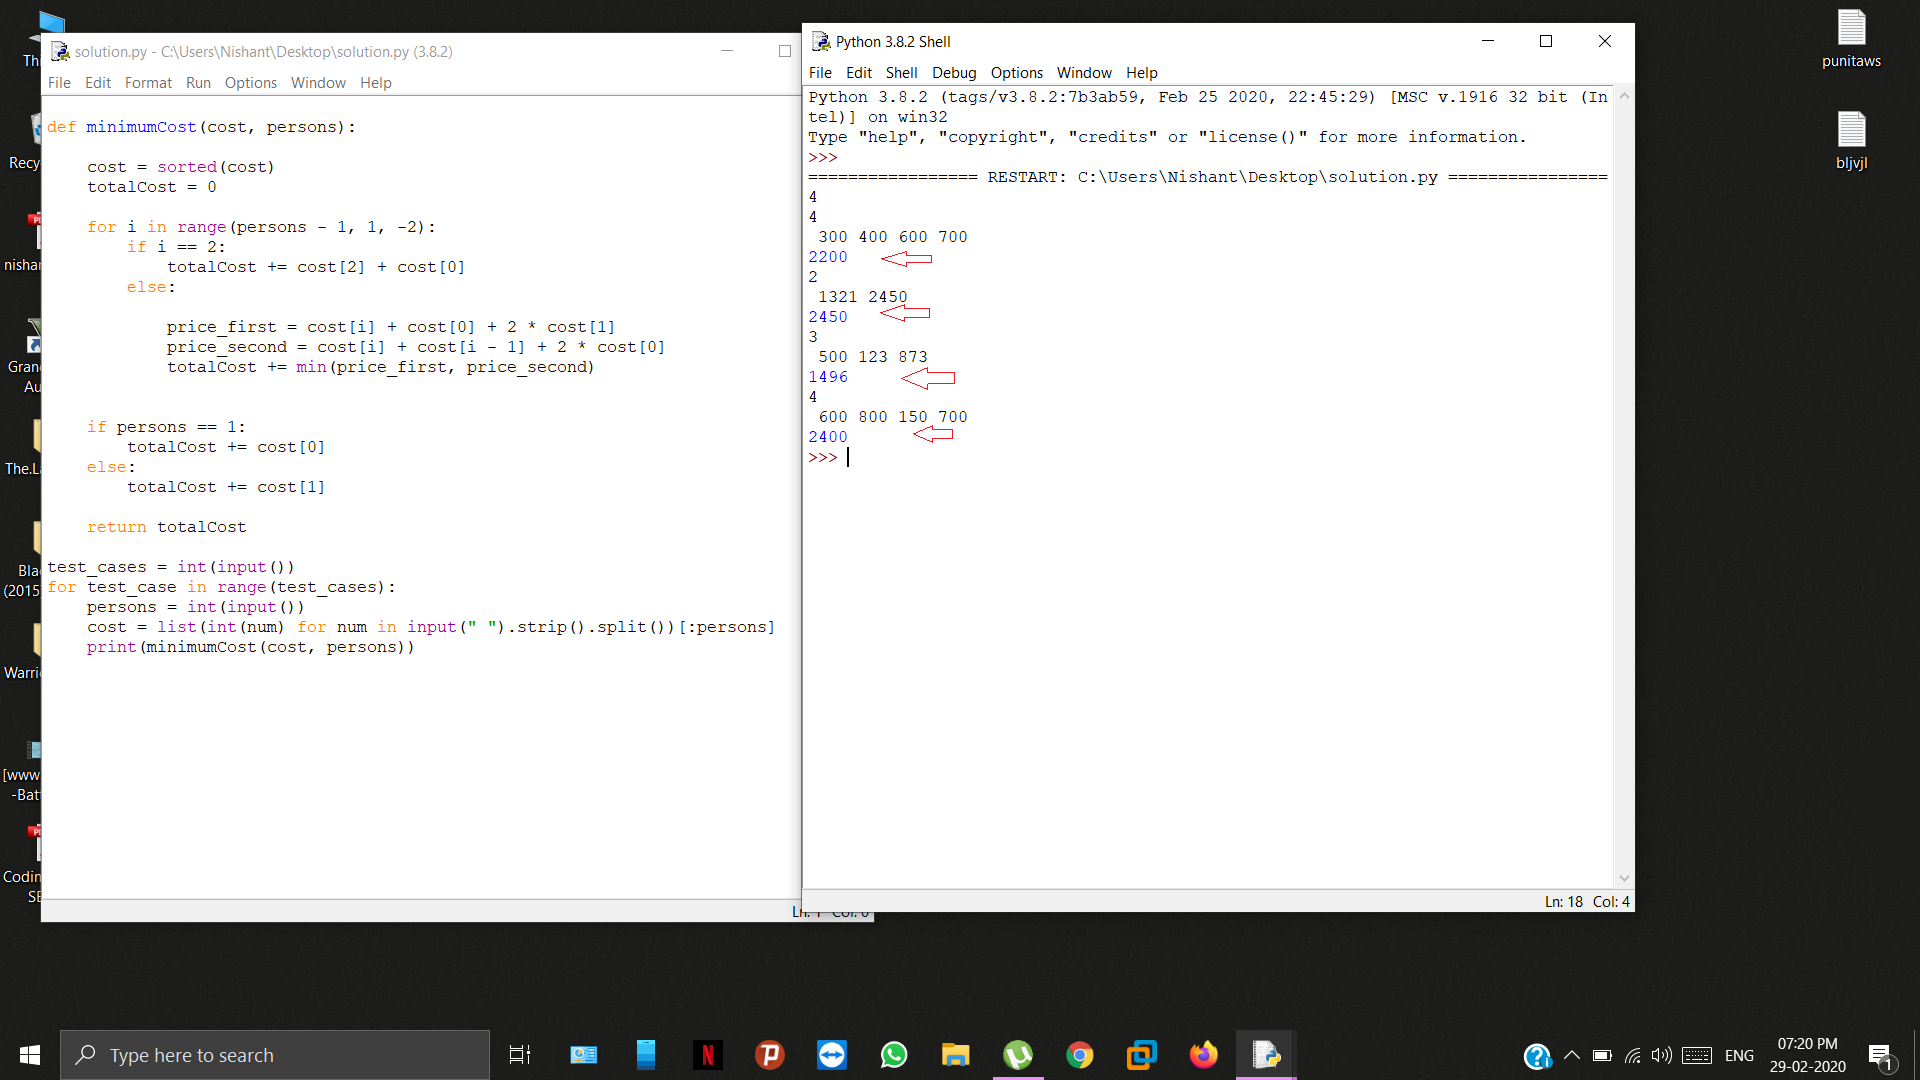 solution.py - C:\Users\Nishant\Desktop\solution.py (3.8.2)
File Edit Format Run Options Window Help
def minimumCost(cost, persons):
    cost = sorted(cost)
    totalCost = 0
    for i in range(persons - 1, 1, -2):
        if i == 2:
            totalCost += cost[2] + cost[0]
        else:
            price_first = cost[i] + cost[0] + 2 * cost[1]
            price_second = cost[i] + cost[i - 1] + 2 * cost[0]
            totalCost += min(price_first, price_second)
    if persons == 1:
        totalCost += cost[0]
    else:
        totalCost += cost[1]
    return totalCost
test_cases = int(input())
for test_case in range(test_cases):
    persons = int(input())
    cost = list(int(num) for num in input(" ").strip().split())[:persons]
    print(minimumCost(cost, persons))
Python 3.8.2 Shell
File Edit Shell Debug Options Window Help
Python 3.8.2 (tags/v3.8.2:7b3ab59, Feb 25 2020, 22:45:29) [MSC v.1916 32 bit (In
tel)] on win32
Type "help", "copyright", "credits" or "license()" for more information.
>>>
================= RESTART: C:\Users\Nishant\Desktop\solution.py ================
4
4
 300 400 600 700
2200
2
 1321 2450
2450
3
 500 123 873
1496
4
 600 800 150 700
2400
>>>
Ln: 18 Col: 4
Recy
nishar
Gran
Au
The.L
Bla
(2015
Warri
[www
-Bat
Codin
SE
punitaws
bljvjl
Type here to search
ENG
07:20 PM
29-02-2020
1